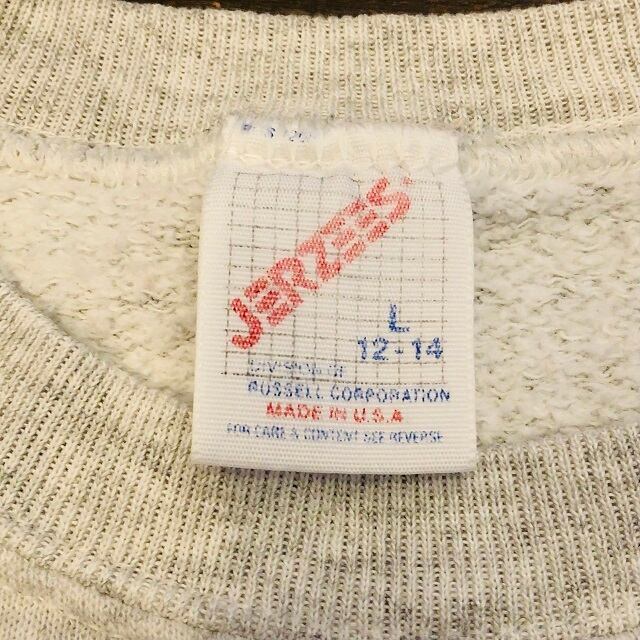 JERZEES
L
12-14
DIVISION OF
RUSSELL CORPORATION
MADE IN U.S.A
FOR CARE & CONTENT SEE REVERSE